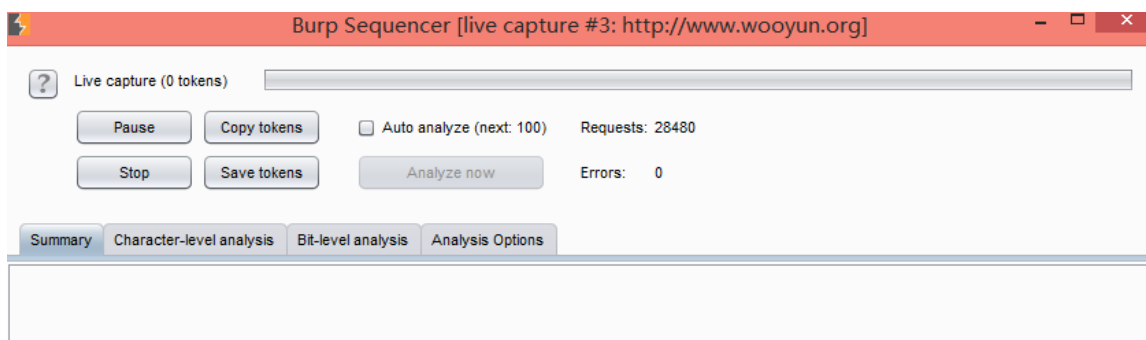 Burp Sequencer [live capture #3: http://www.wooyun.org]
? Live capture (0 tokens)
Pause Copy tokens Auto analyze (next: 100) Requests: 28480
Stop Save tokens Analyze now Errors: 0
Summary Character-level analysis Bit-level analysis Analysis Options